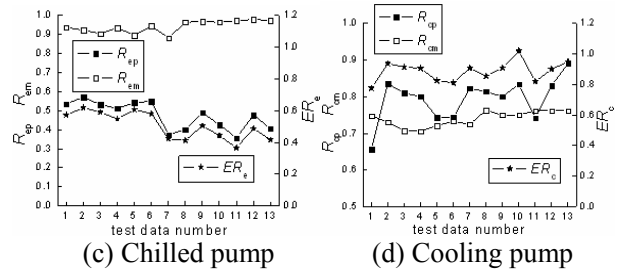 1.0 0.9 0.8 0.7 0.6 0.5 0.4 0.3 0.2 0.1 0.0
R_ep R_em
R_ep
R_em
ER_e
1.2 1.0 0.8 0.6 0.4 0.2 0.0
ER_e
1 2 3 4 5 6 7 8 9 10 11 12 13
test data number
(c) Chilled pump
1.0 0.9 0.8 0.7 0.6 0.5
R_cp R_cm
R_cp
R_cm
ER_c
1.2 1.0 0.8 0.6 0.4 0.2 0.0
ER_c
1 2 3 4 5 6 7 8 9 10 11 12 13
test data number
(d) Cooling pump